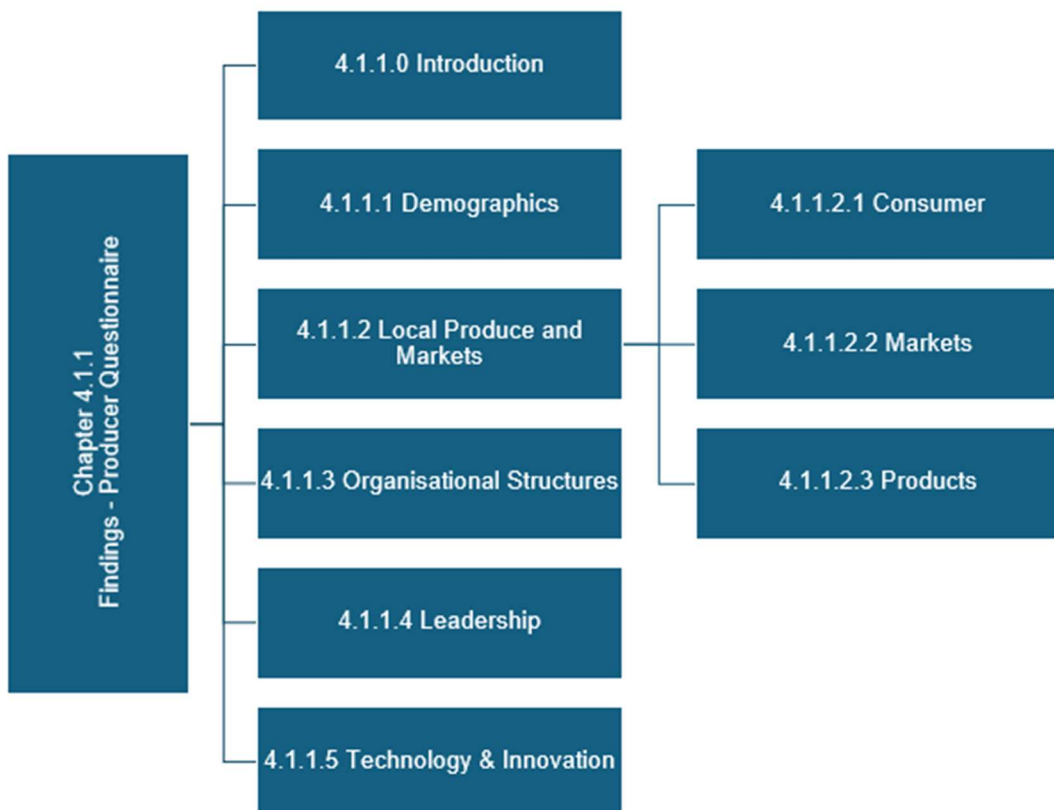 Chapter 4.1.1
Findings - Producer Questionnaire
4.1.1.0 Introduction
4.1.1.1 Demographics
4.1.1.2 Local Produce and
Markets
4.1.1.2.1 Consumer
4.1.1.2.2 Markets
4.1.1.2.3 Products
4.1.1.3 Organisational Structures
4.1.1.4 Leadership
4.1.1.5 Technology & Innovation